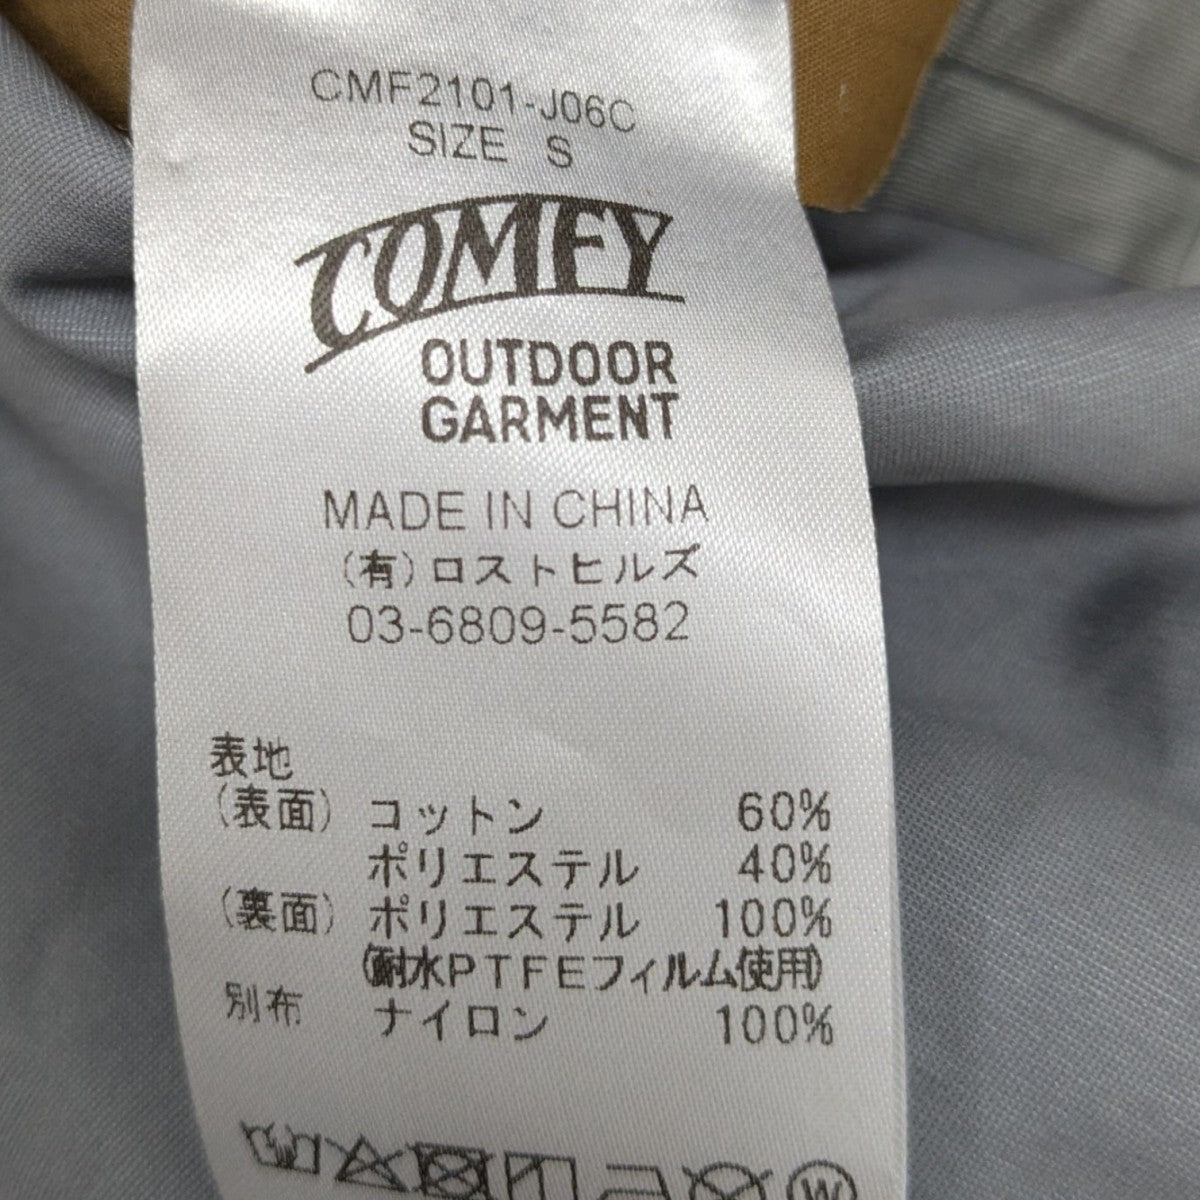 CMF2101-J06C
SIZE S
COMFY
OUTDOOR
GARMENT
MADE IN CHINA
(有)ロストヒルズ
03-6809-5582
表地
(表面) コットン 60%
ポリエステル 40%
(裏面) ポリエステル 100%
(耐水PTFEフィルム使用)
別布 ナイロン 100%
W